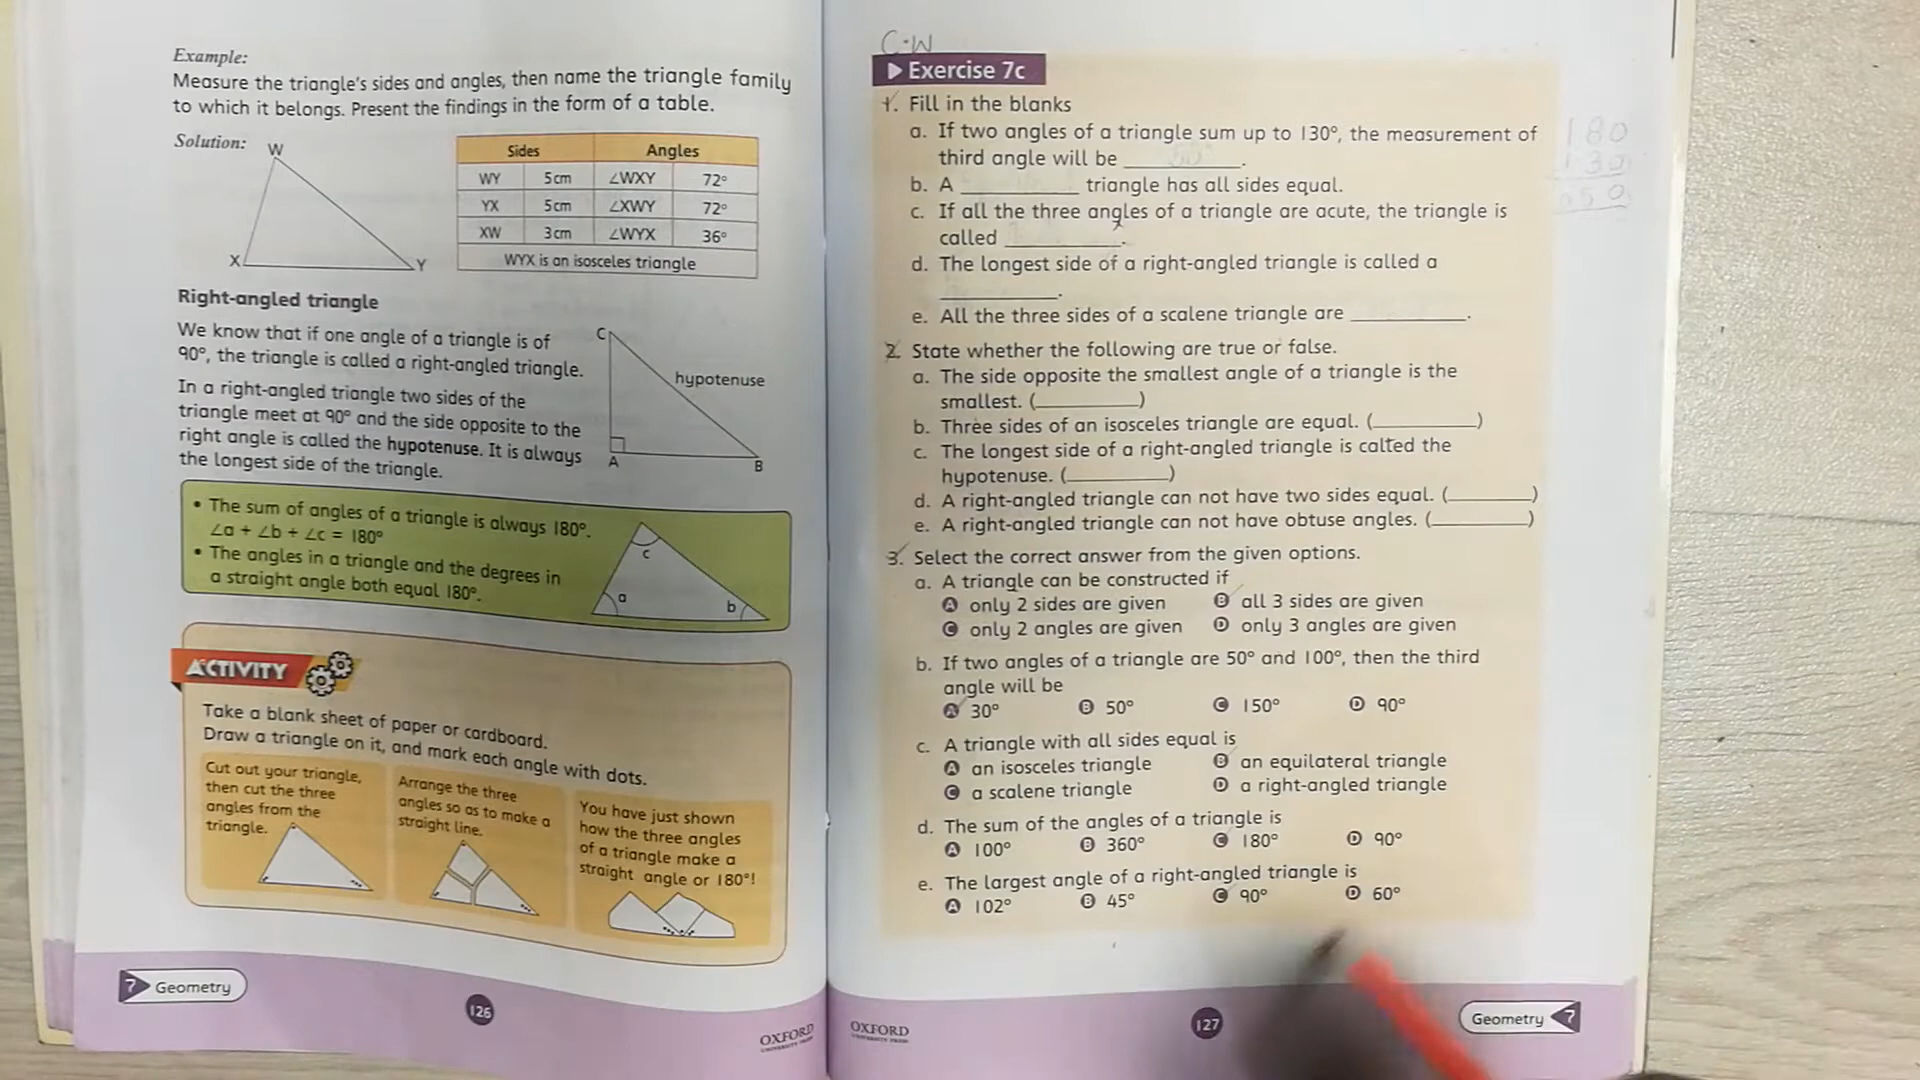 Example:
Measure the triangle's sides and angles, then name the triangle family
to which it belongs. Present the findings in the form of a table.
Solution:
W
X
Y
Sides Angles
WY 5cm ∠WXY 72°
YX 5cm ∠XWY 72°
XW 3cm ∠WYX 36°
WYX is an isosceles triangle
Right-angled triangle
We know that if one angle of a triangle is of
90°, the triangle is called a right-angled triangle.
In a right-angled triangle two sides of the
triangle meet at 90° and the side opposite to the
right angle is called the hypotenuse. It is always
the longest side of the triangle.
C
hypotenuse
A
B
• The sum of angles of a triangle is always 180°.
∠a + ∠b + ∠c = 180°
• The angles in a triangle and the degrees in
a straight angle both equal 180°.
c
a
b
ACTIVITY
Take a blank sheet of paper or cardboard.
Draw a triangle on it, and mark each angle with dots.
Cut out your triangle,
then cut the three
angles from the
triangle.
Arrange the three
angles so as to make a
straight line.
You have just shown
how the three angles
of a triangle make a
straight angle or 180°!
7 Geometry
126
OXFORD
UNIVERSITY PRESS
C.W
Exercise 7c
1. Fill in the blanks
a. If two angles of a triangle sum up to 130°, the measurement of
third angle will be 50°.
b. A __________ triangle has all sides equal.
c. If all the three angles of a triangle are acute, the triangle is
called __________.
d. The longest side of a right-angled triangle is called a
__________.
e. All the three sides of a scalene triangle are __________.
180
130
050
2. State whether the following are true or false.
a. The side opposite the smallest angle of a triangle is the
smallest. (__________)
b. Three sides of an isosceles triangle are equal. (__________)
c. The longest side of a right-angled triangle is called the
hypotenuse. (__________)
d. A right-angled triangle can not have two sides equal. (__________)
e. A right-angled triangle can not have obtuse angles. (__________)
3. Select the correct answer from the given options.
a. A triangle can be constructed if
A only 2 sides are given B all 3 sides are given
C only 2 angles are given D only 3 angles are given
b. If two angles of a triangle are 50° and 100°, then the third
angle will be
A 30° B 50° C 150° D 90°
c. A triangle with all sides equal is
A an isosceles triangle B an equilateral triangle
C a scalene triangle D a right-angled triangle
d. The sum of the angles of a triangle is
A 100° B 360° C 180° D 90°
e. The largest angle of a right-angled triangle is
A 102° B 45° C 90° D 60°
OXFORD
UNIVERSITY PRESS
127
Geometry 7